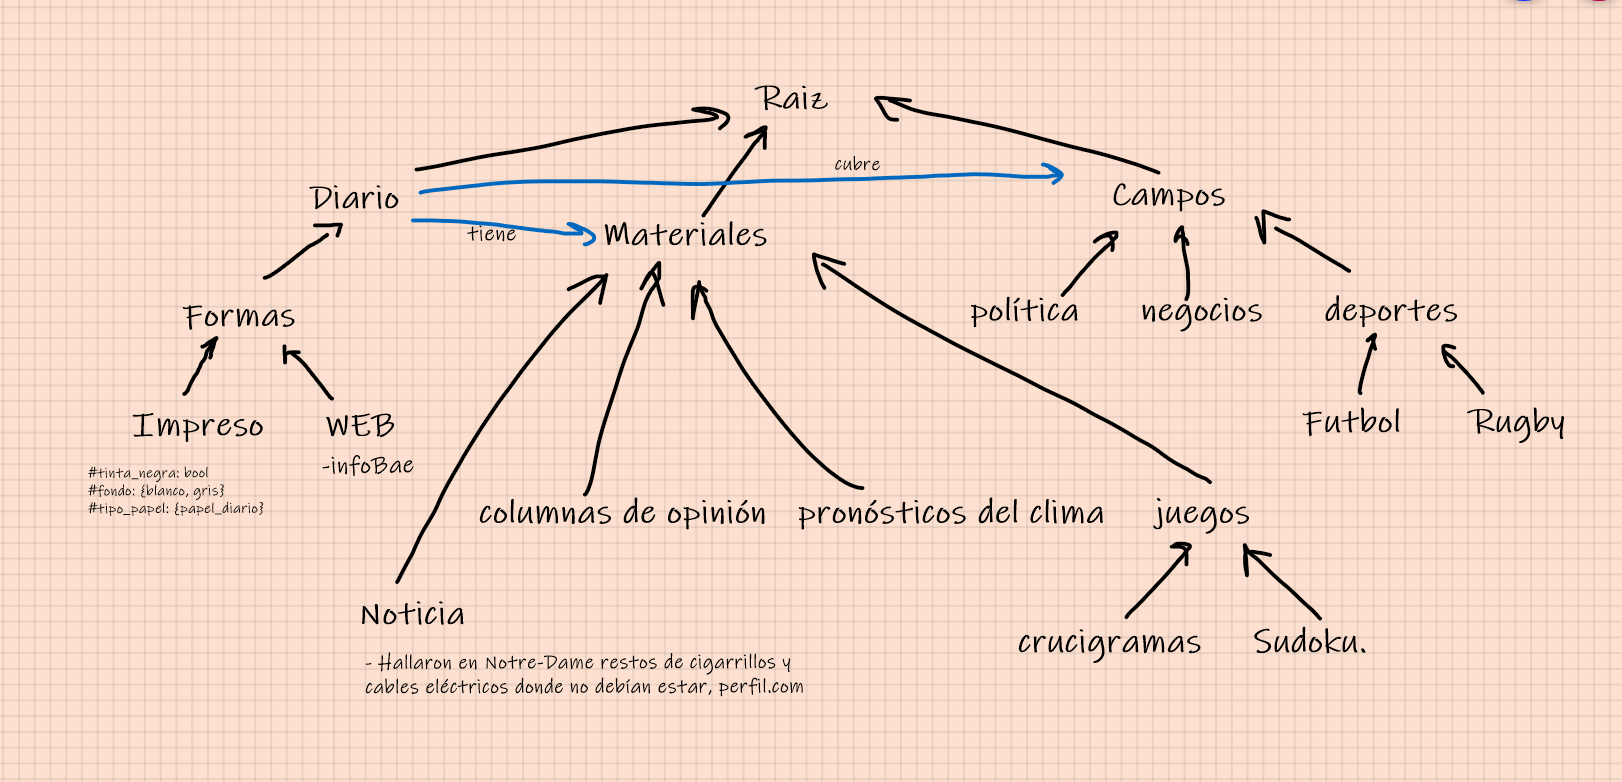 Raiz
cubre
Diario
Campos
tiene
Materiales
Formas
política
negocios
deportes
Impreso
WEB
Futbol
Rugby
-infoBae
#tinta_negra: bool
#fondo: {blanco, gris}
#tipo_papel: {papel_diario}
columnas de opinión
pronósticos del clima
juegos
Noticia
crucigramas
Sudoku.
- Hallaron en Notre-Dame restos de cigarrillos y
cables eléctricos donde no debían estar, perfil.com